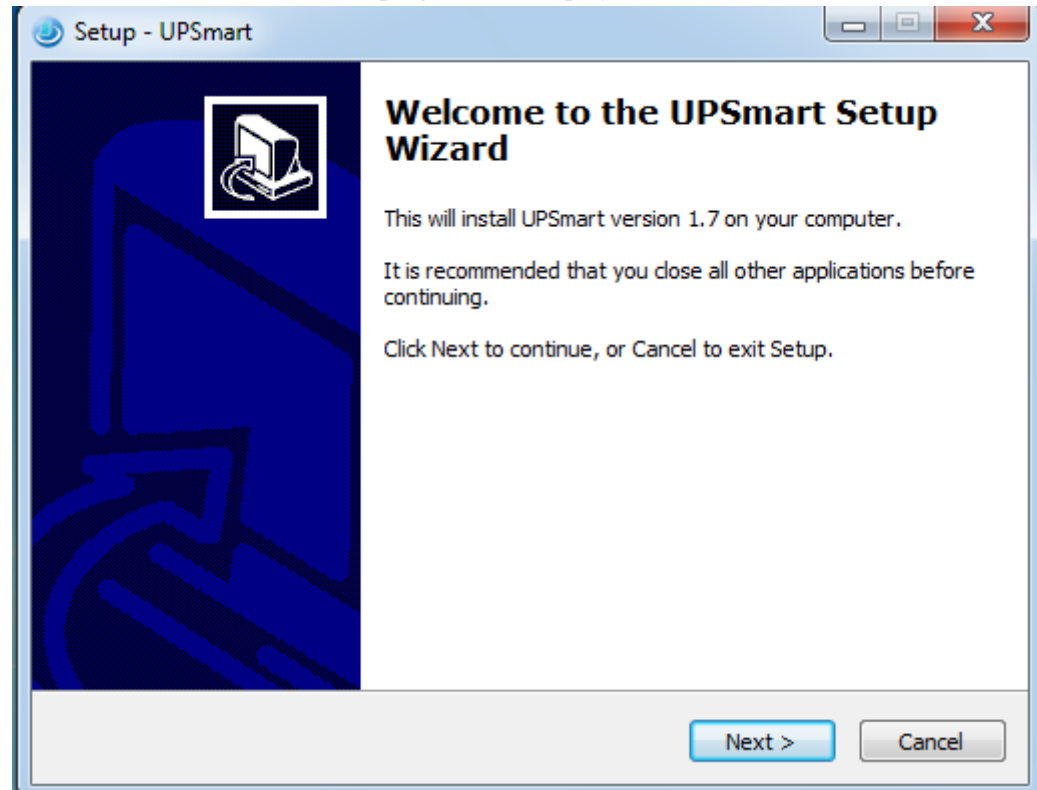 Setup - UPSmart
Welcome to the UPSmart Setup
Wizard
This will install UPSmart version 1.7 on your computer.
It is recommended that you close all other applications before
continuing.
Click Next to continue, or Cancel to exit Setup.
Next >
Cancel